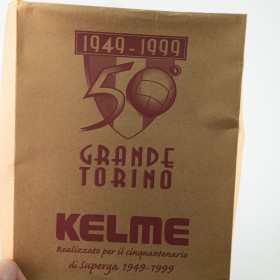 1949-1999
50°
GRANDE
TORINO
KELME
Realizzato per il cinquantenario
di Superga 1949-1999